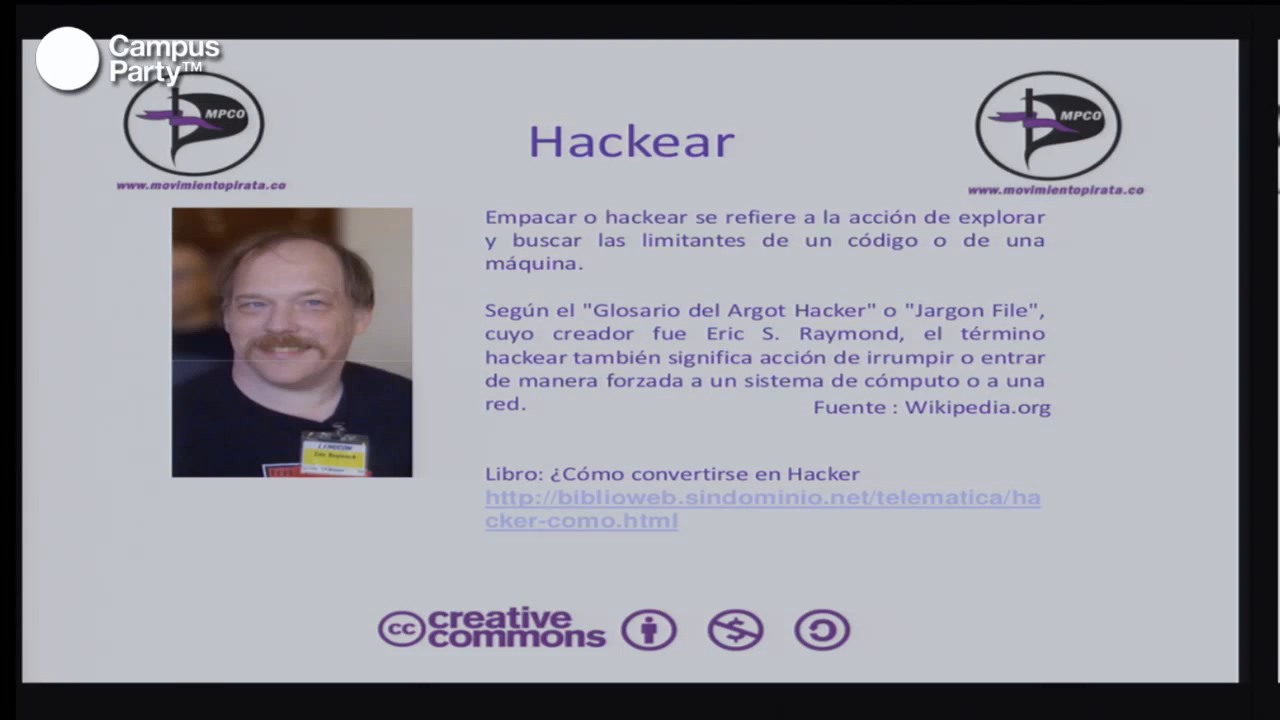 Campus
Party™
MPCO
www.movimientopirata.co
MPCO
www.movimientopirata.co
Hackear
Empacar o hackear se refiere a la acción de explorar
y buscar las limitantes de un código o de una
máquina.
Según el "Glosario del Argot Hacker" o "Jargon File",
cuyo creador fue Eric S. Raymond, el término
hackear también significa acción de irrumpir o entrar
de manera forzada a un sistema de cómputo o a una
red.
Fuente : Wikipedia.org
Libro: ¿Cómo convertirse en Hacker
http://biblioweb.sindominio.net/telematica/ha
cker-como.html
cc creative
commons